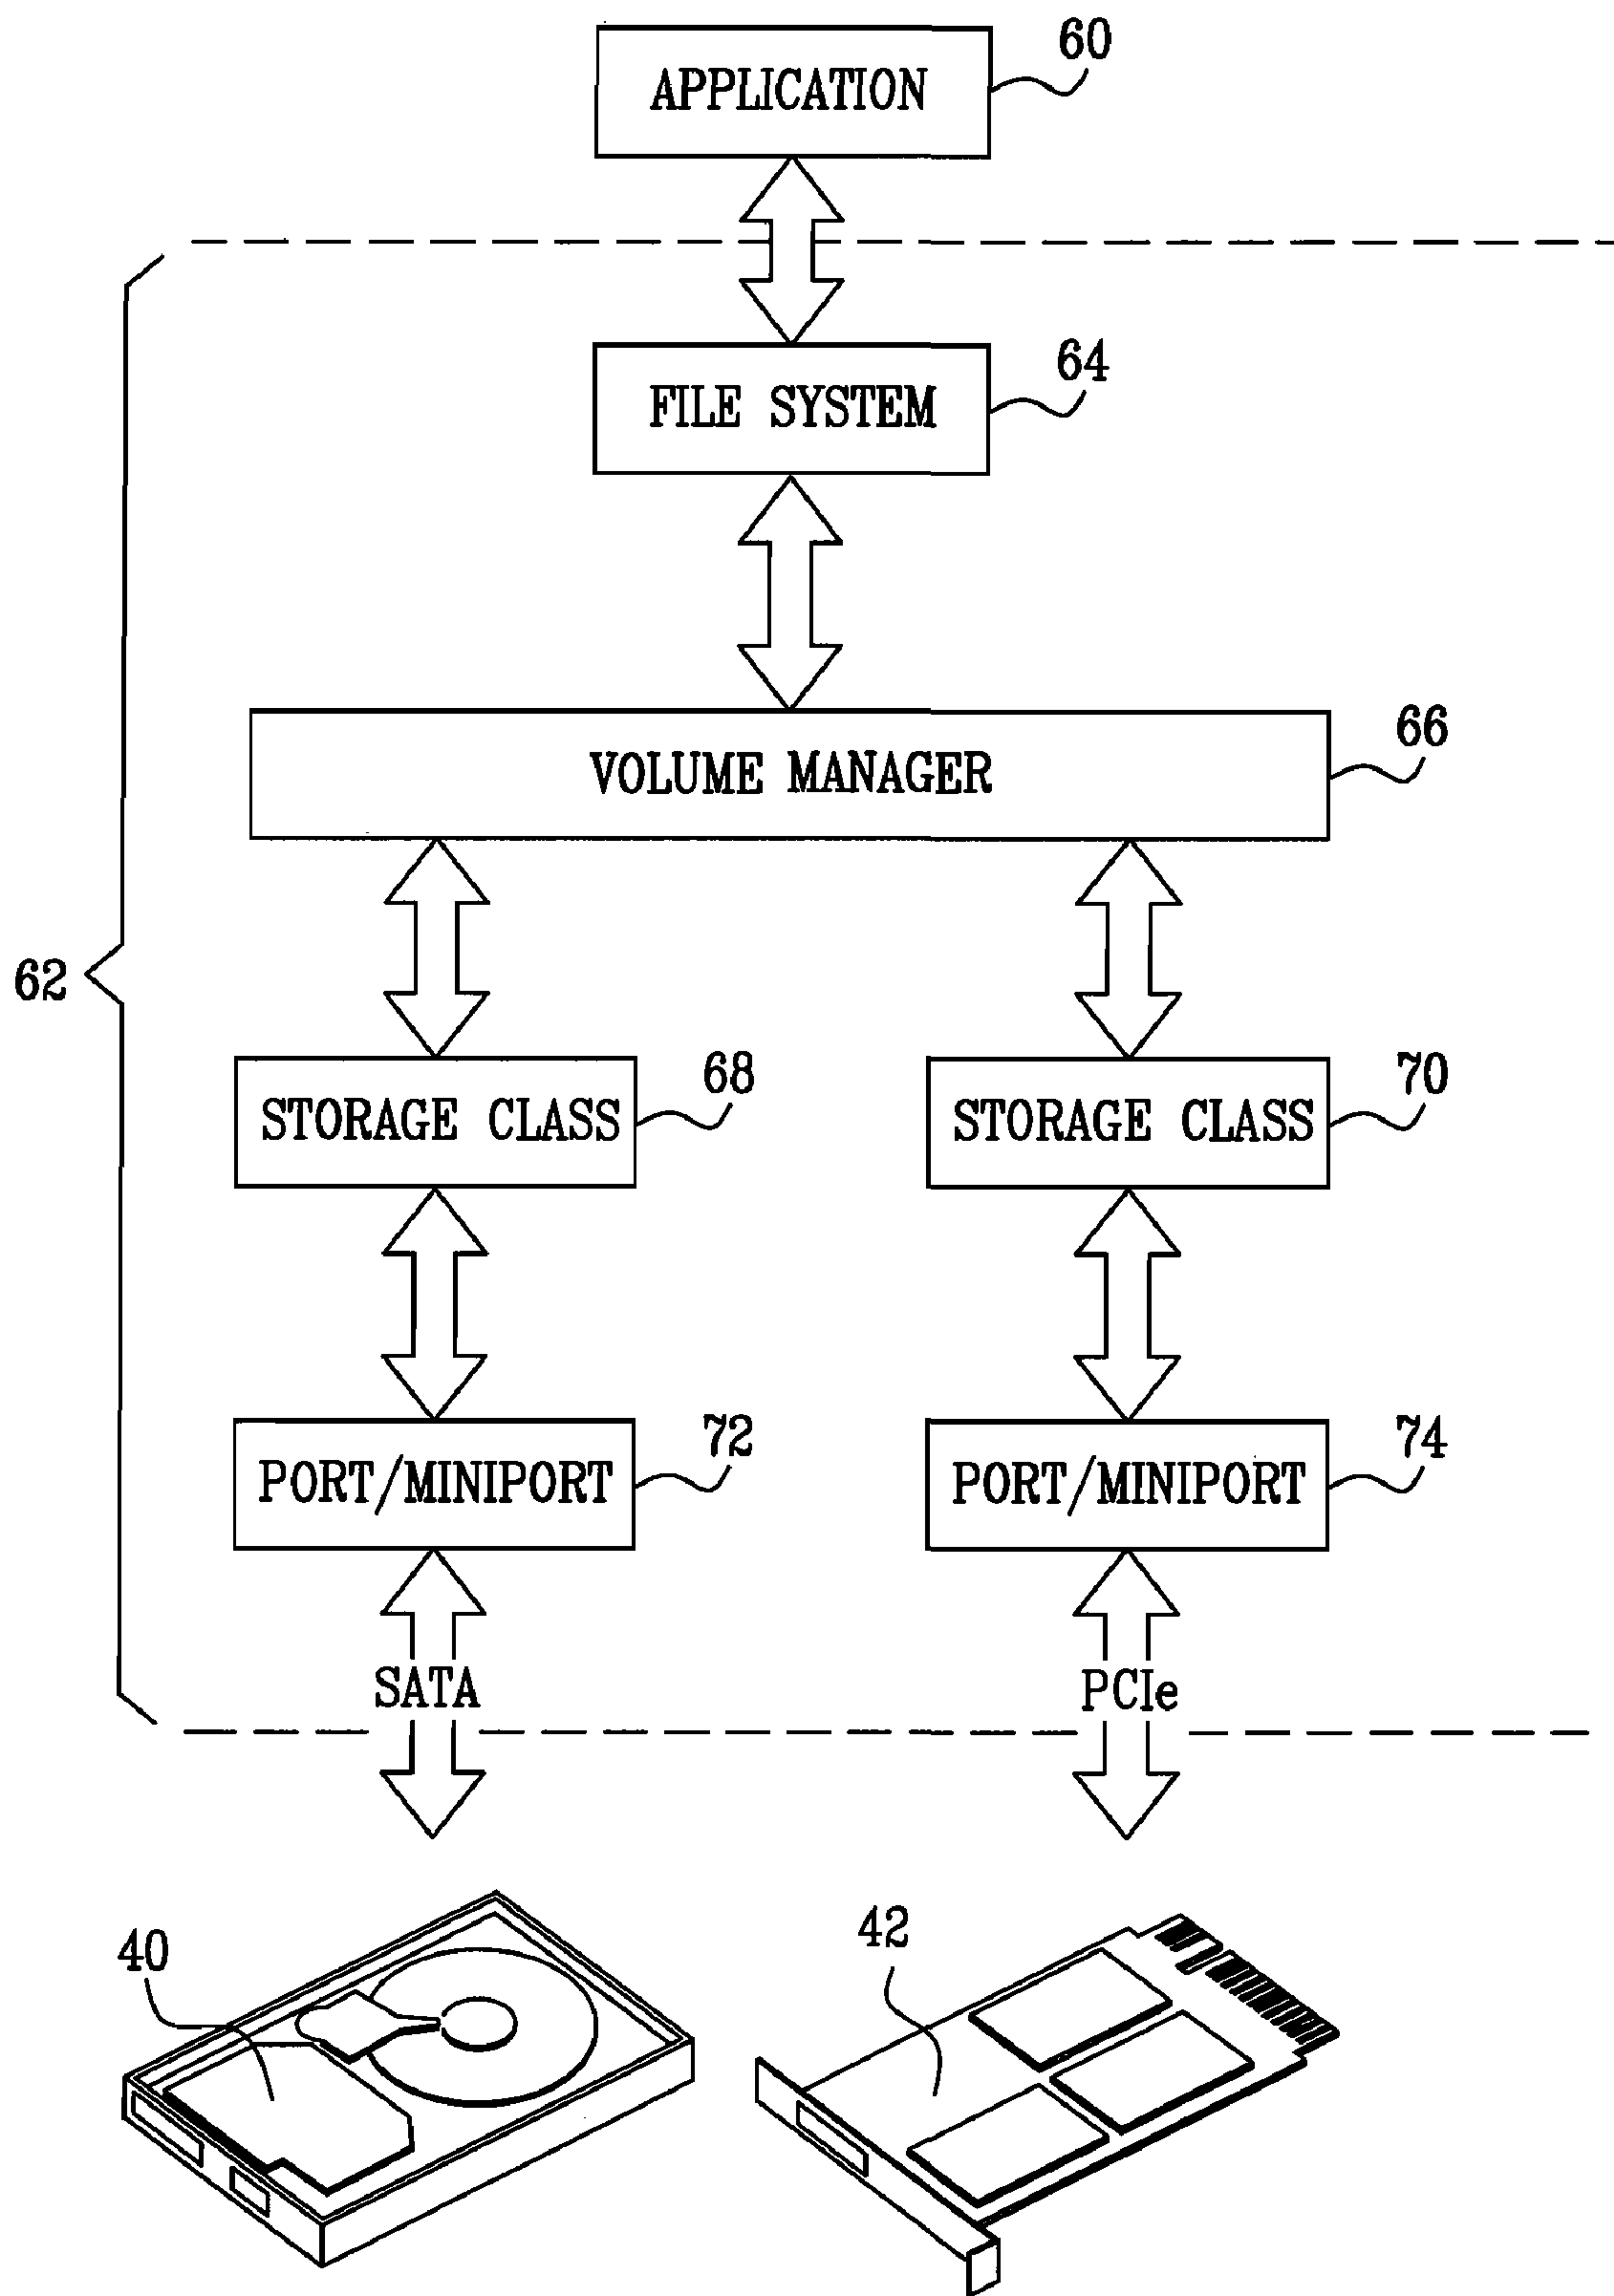 60
APPLICATION
64
FILE SYSTEM
66
VOLUME MANAGER
62
68
70
STORAGE CLASS
STORAGE CLASS
72
74
PORT/MINIPORT
PORT/MINIPORT
SATA
PCIe
40
42